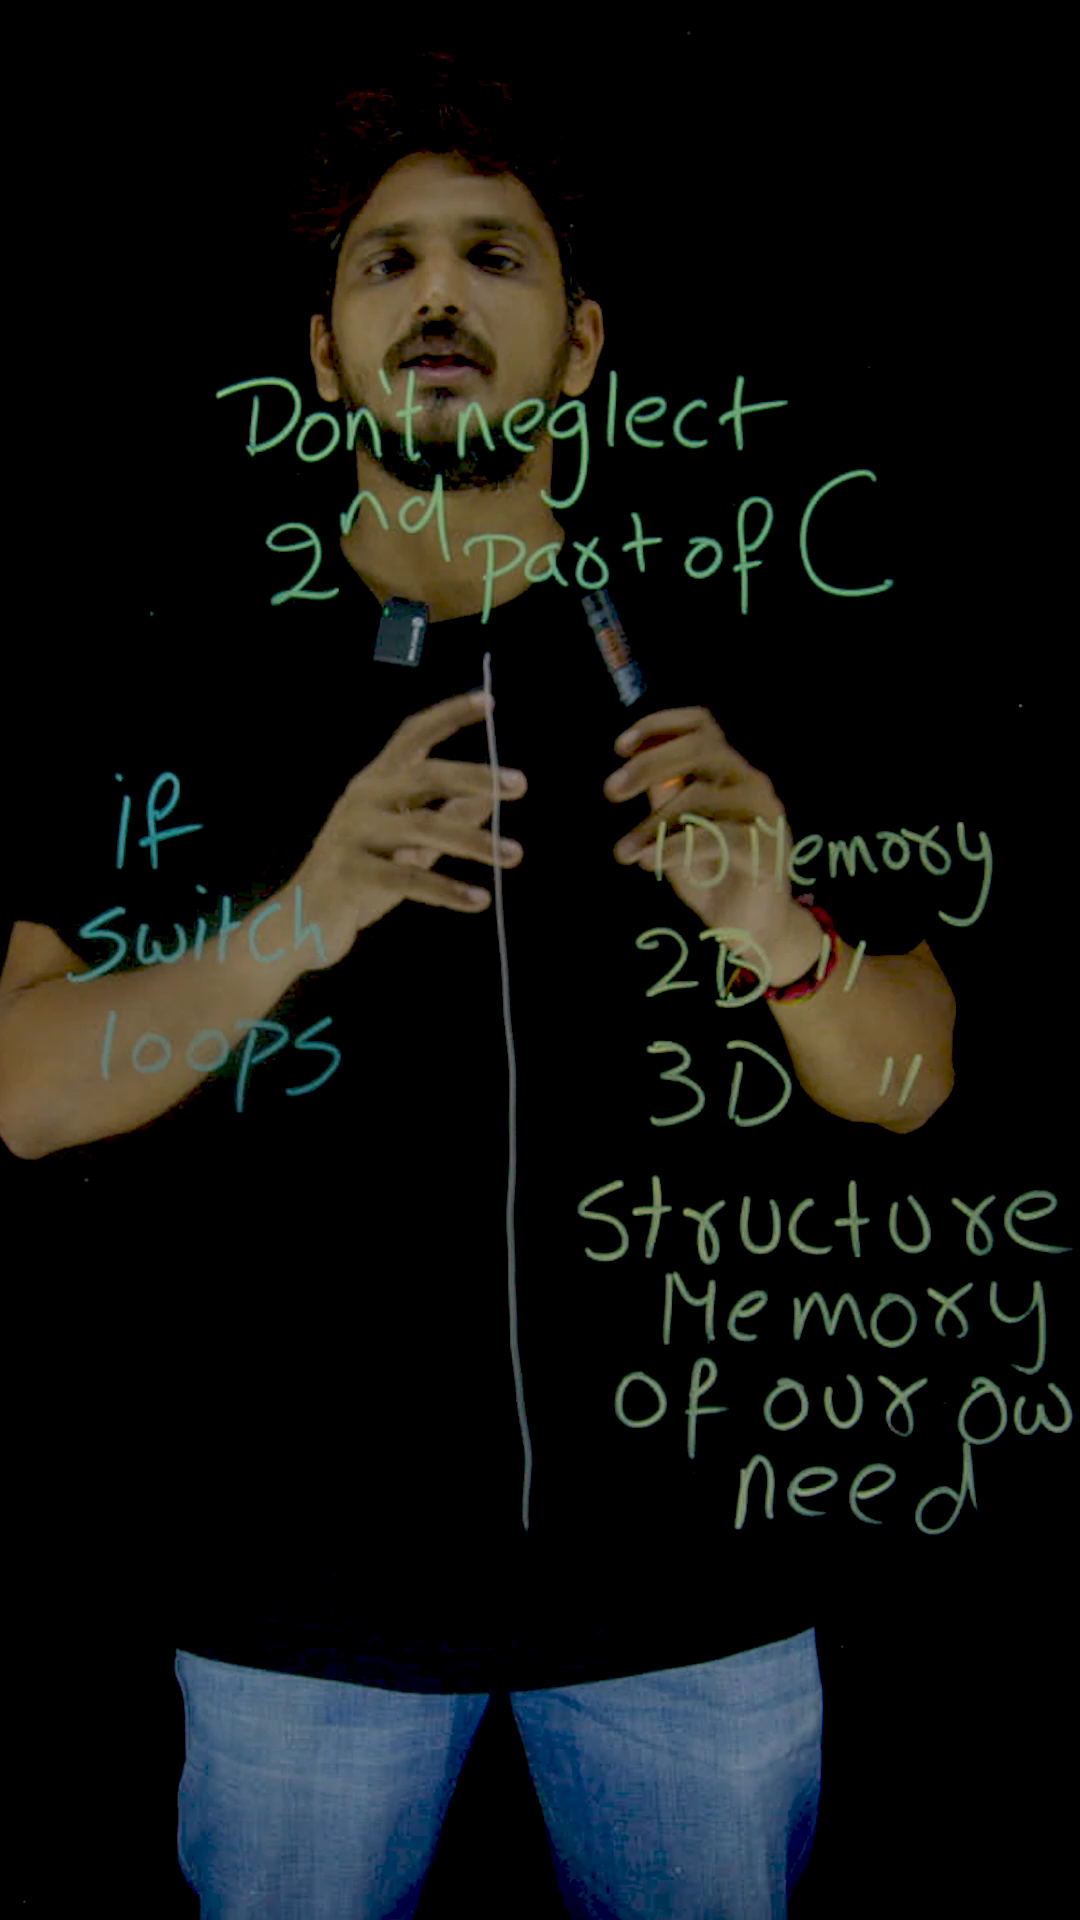 Don't neglect
2nd part of C
if
switch
loops
1D Memory
2D "
3D "
Structure
Memory
of our ow
need